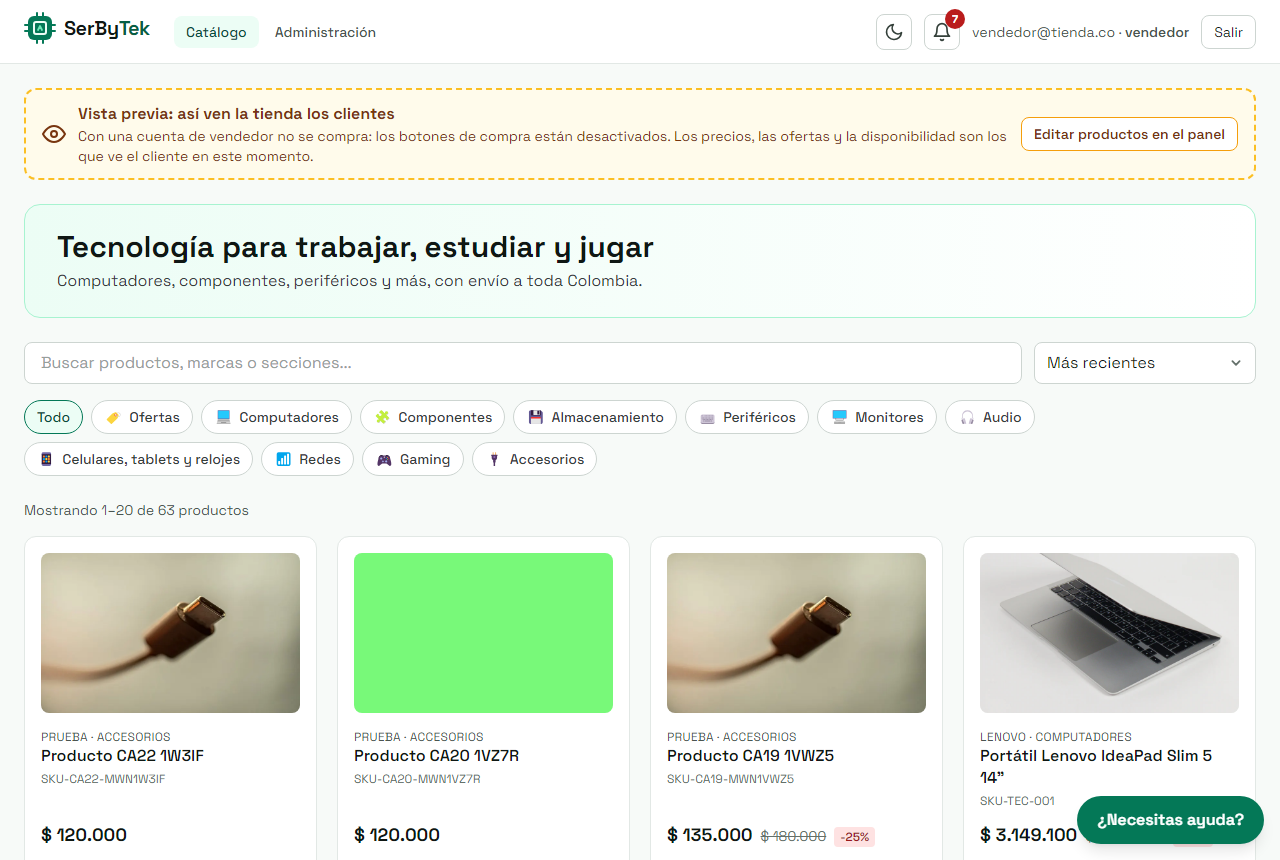 SerByTek
Catálogo
Administración
7
vendedor@tienda.co · vendedor
Salir
Vista previa: así ven la tienda los clientes
Con una cuenta de vendedor no se compra: los botones de compra están desactivados. Los precios, las ofertas y la disponibilidad son los
que ve el cliente en este momento.
Editar productos en el panel
Tecnología para trabajar, estudiar y jugar
Computadores, componentes, periféricos y más, con envío a toda Colombia.
Buscar productos, marcas o secciones...
Más recientes
Todo
Ofertas
Computadores
Componentes
Almacenamiento
Periféricos
Monitores
Audio
Celulares, tablets y relojes
Redes
Gaming
Accesorios
Mostrando 1–20 de 63 productos
PRUEBA · ACCESORIOS
Producto CA22 1W3IF
SKU-CA22-MWN1W3IF
$ 120.000
PRUEBA · ACCESORIOS
Producto CA20 1VZ7R
SKU-CA20-MWN1VZ7R
$ 120.000
PRUEBA · ACCESORIOS
Producto CA19 1VWZ5
SKU-CA19-MWN1VWZ5
$ 135.000 $ 180.000 -25%
LENOVO · COMPUTADORES
Portátil Lenovo IdeaPad Slim 5
14”
SKU-TEC-001
$ 3.149.100
¿Necesitas ayuda?